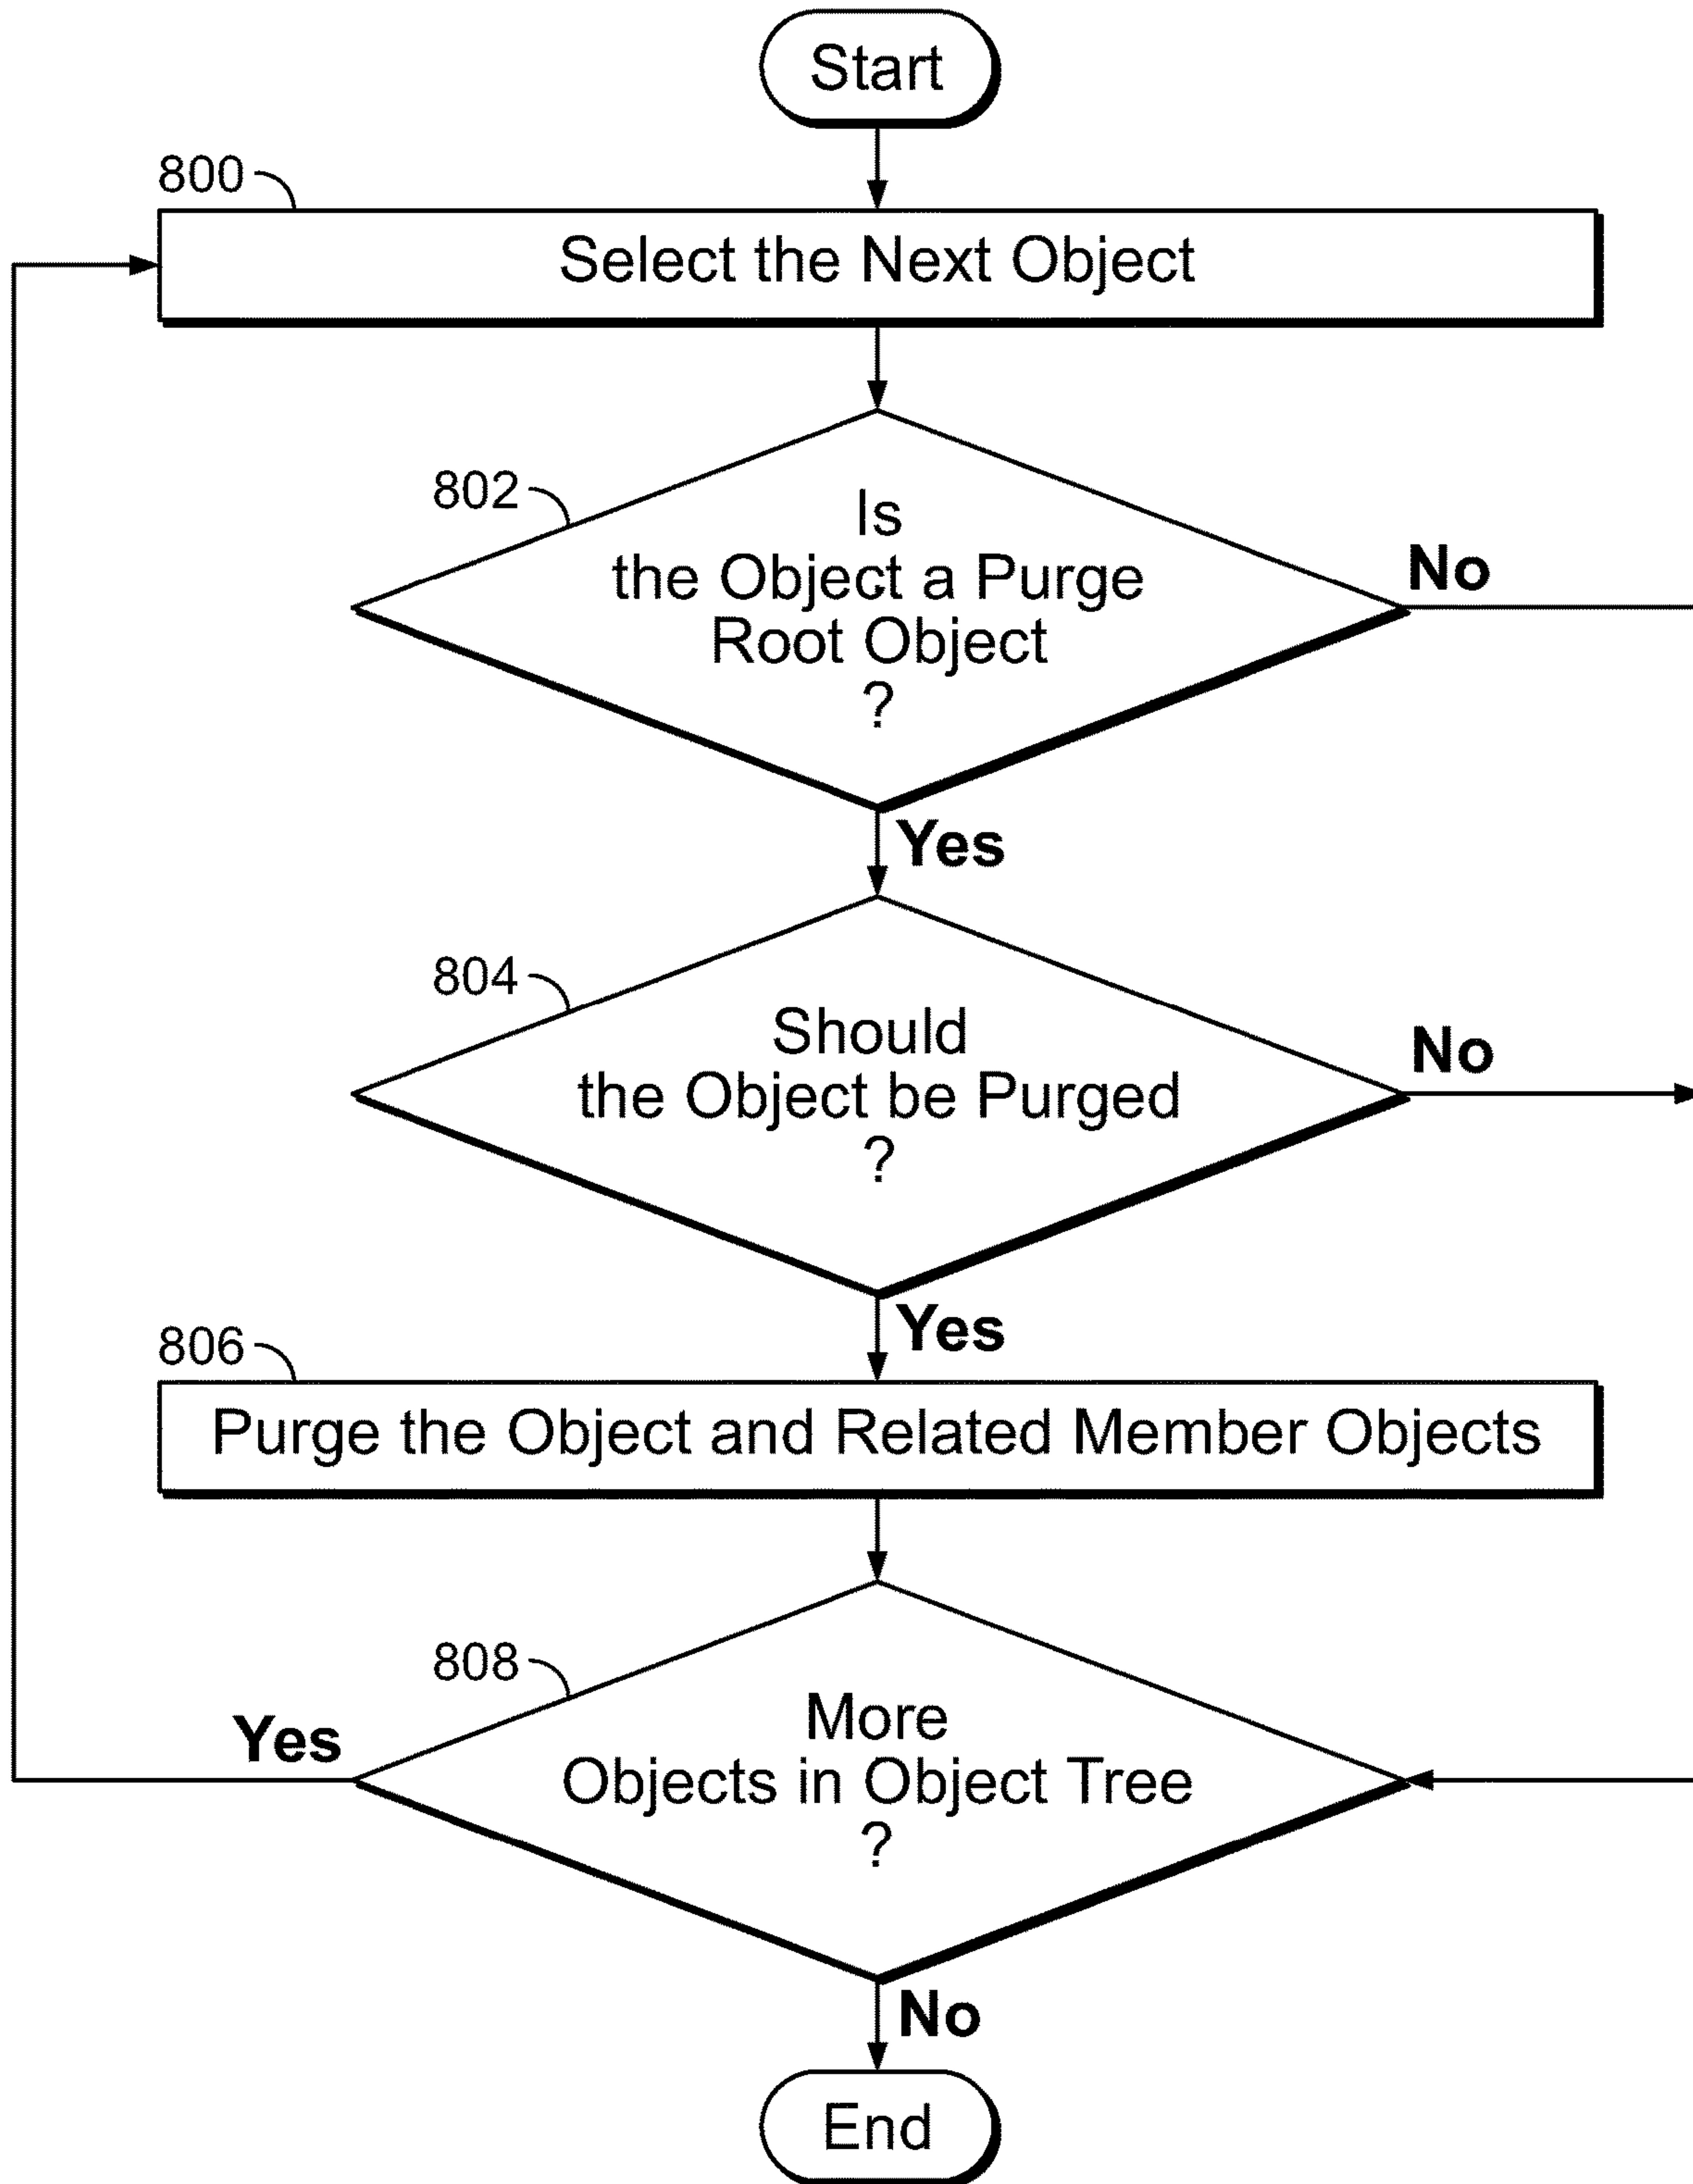 Start
800
Select the Next Object
802
Is
the Object a Purge
Root Object
?
No
Yes
804
Should
the Object be Purged
?
No
Yes
806
Purge the Object and Related Member Objects
808
More
Objects in Object Tree
?
Yes
No
End